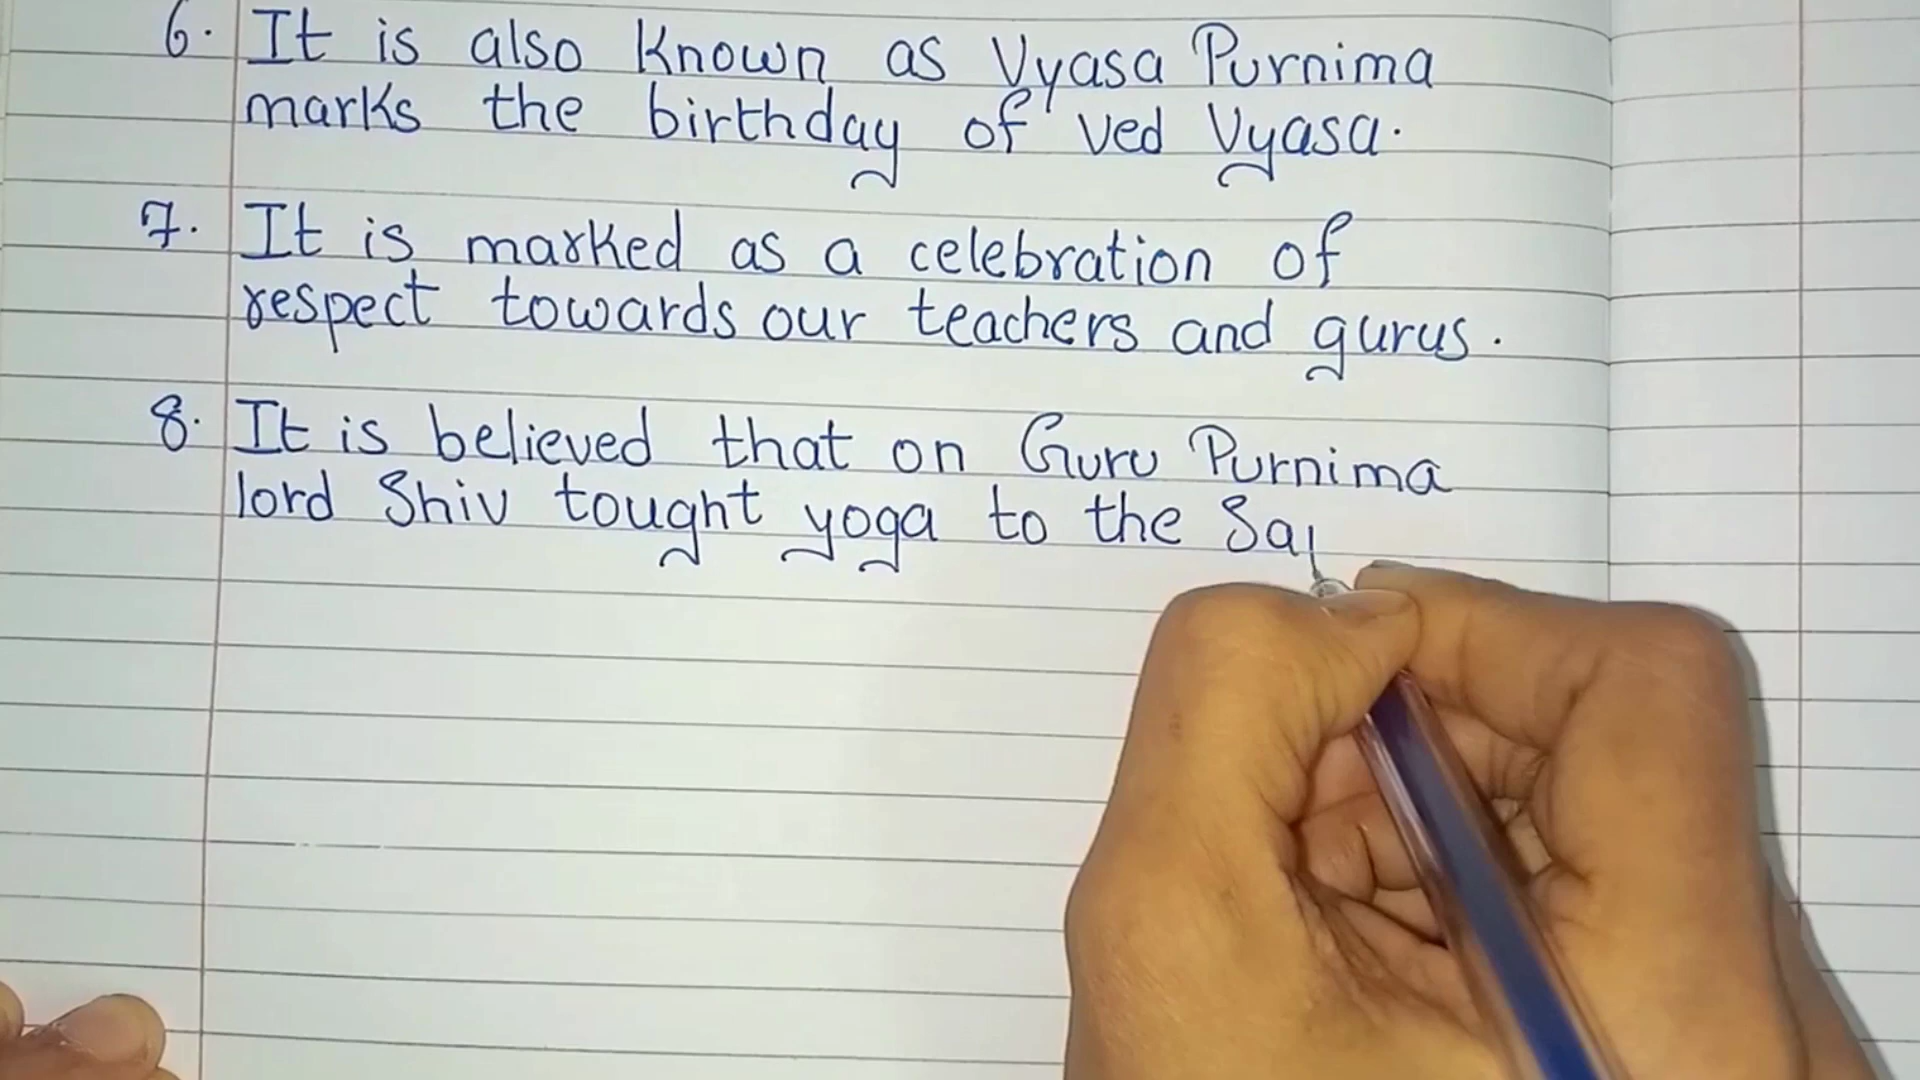 6. It is also known as Vyasa Purnima
marks the birthday of ved Vyasa.
7. It is marked as a celebration of
respect towards our teachers and gurus.
8. It is believed that on Guru Purnima
lord Shiv tought yoga to the